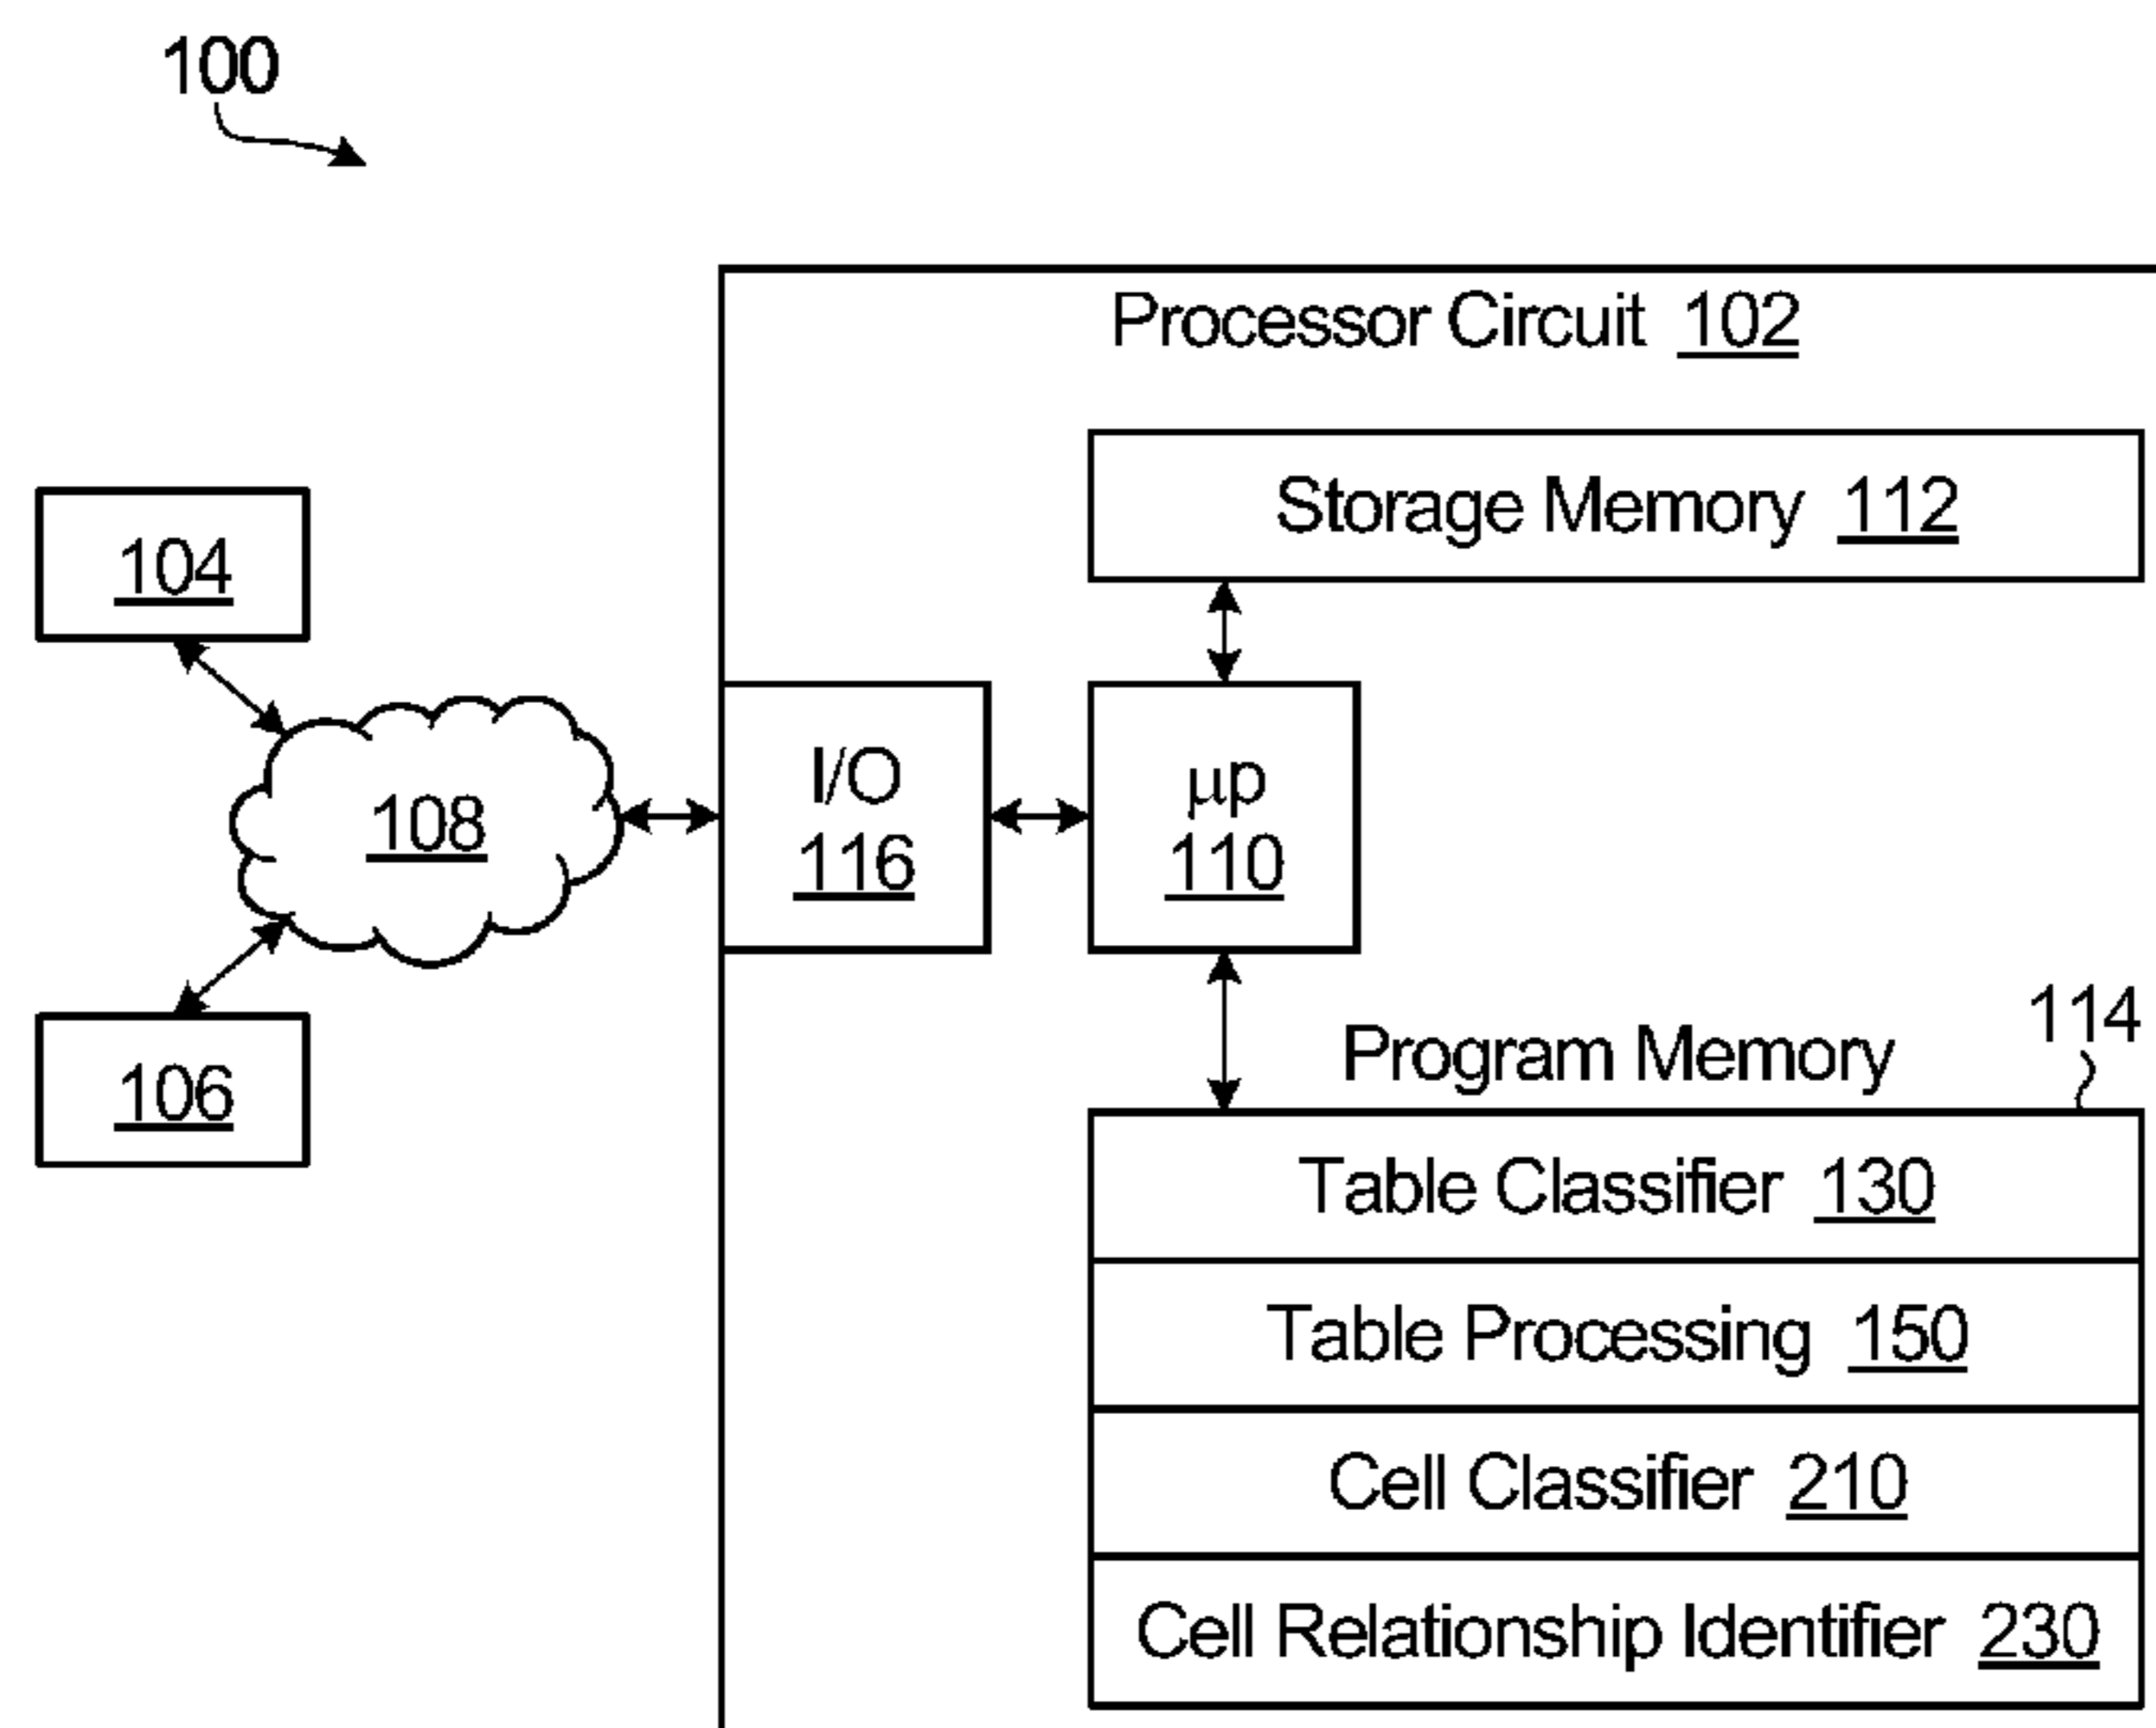 100
Processor Circuit 102
Storage Memory 112
104
108
I/O
116
µp
110
106
114
Program Memory
Table Classifier 130
Table Processing 150
Cell Classifier 210
Cell Relationship Identifier 230